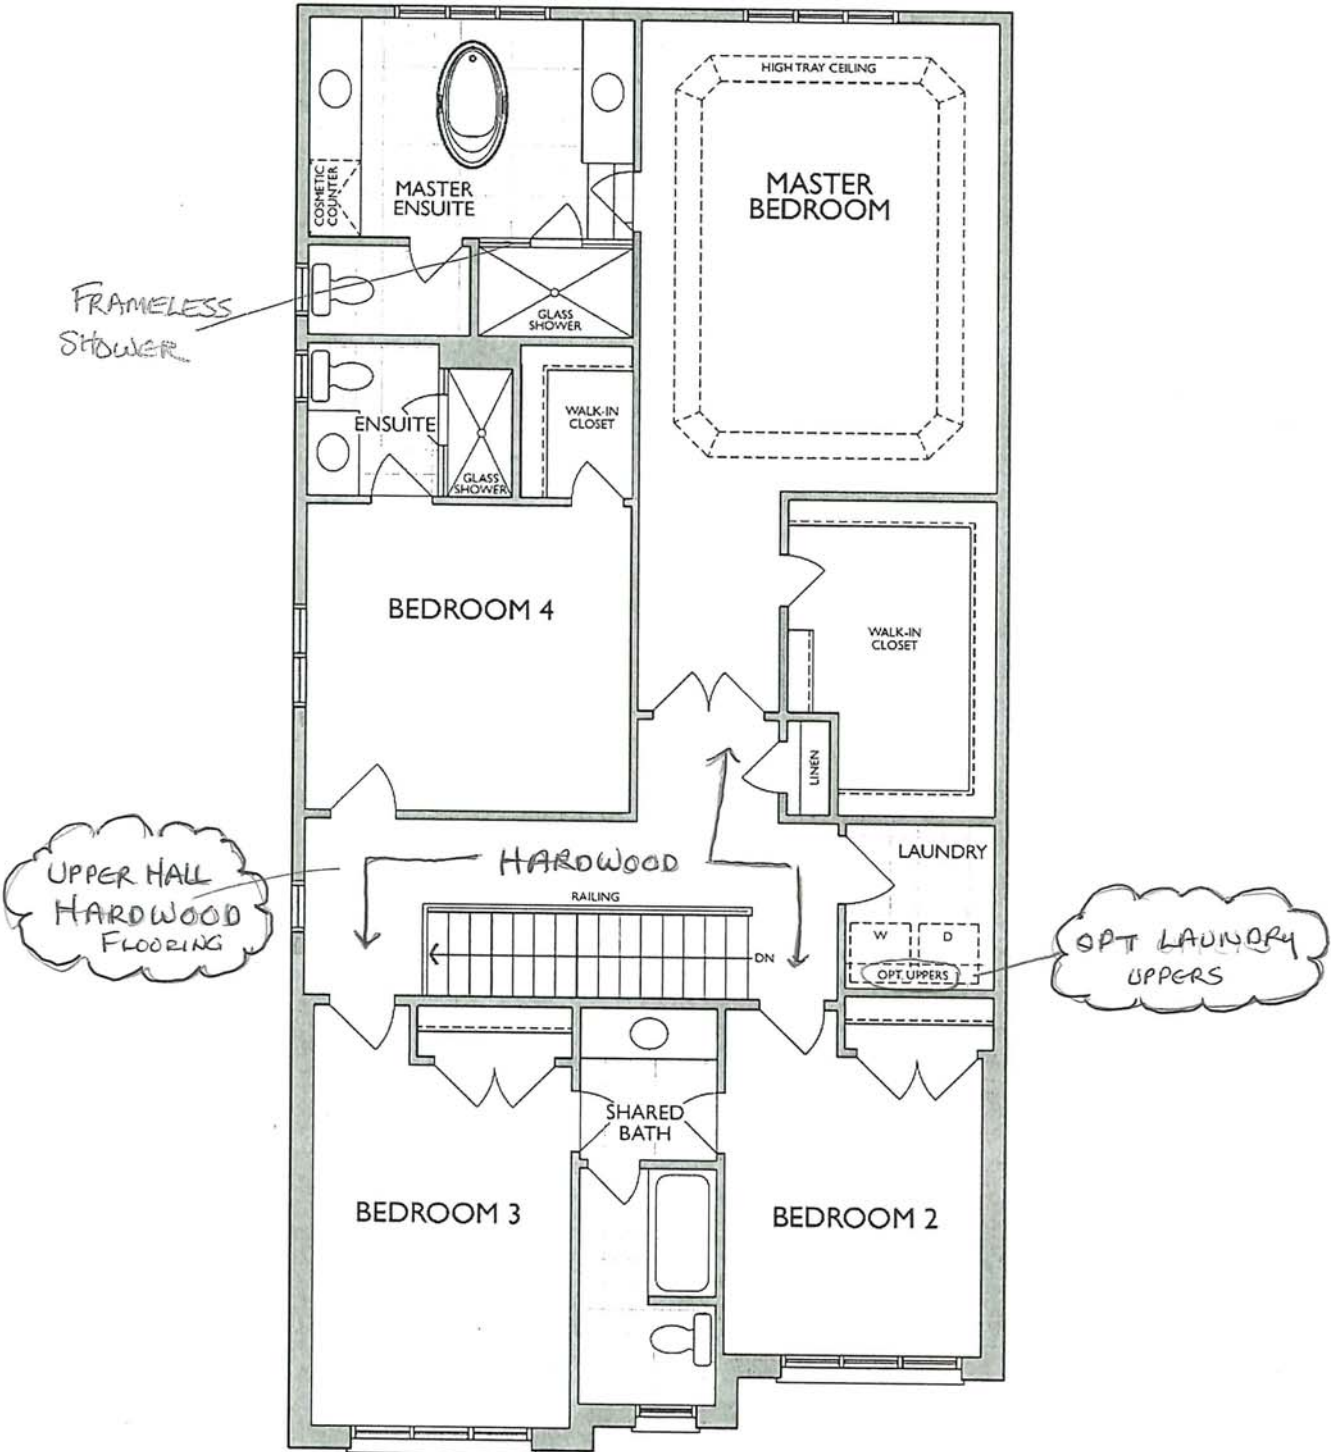 HIGH TRAY CEILING
MASTER
BEDROOM
COSMETIC
COUNTER
MASTER
ENSUITE
FRAMELESS
SHOWER
GLASS
SHOWER
ENSUITE
GLASS
SHOWER
WALK-IN
CLOSET
BEDROOM 4
WALK-IN
CLOSET
LINEN
UPPER HALL
HARDWOOD
FLOORING
HARDWOOD
RAILING
DN
LAUNDRY
W
D
OPT. UPPERS
OPT LAUNDRY
UPPERS
SHARED
BATH
BEDROOM 3
BEDROOM 2